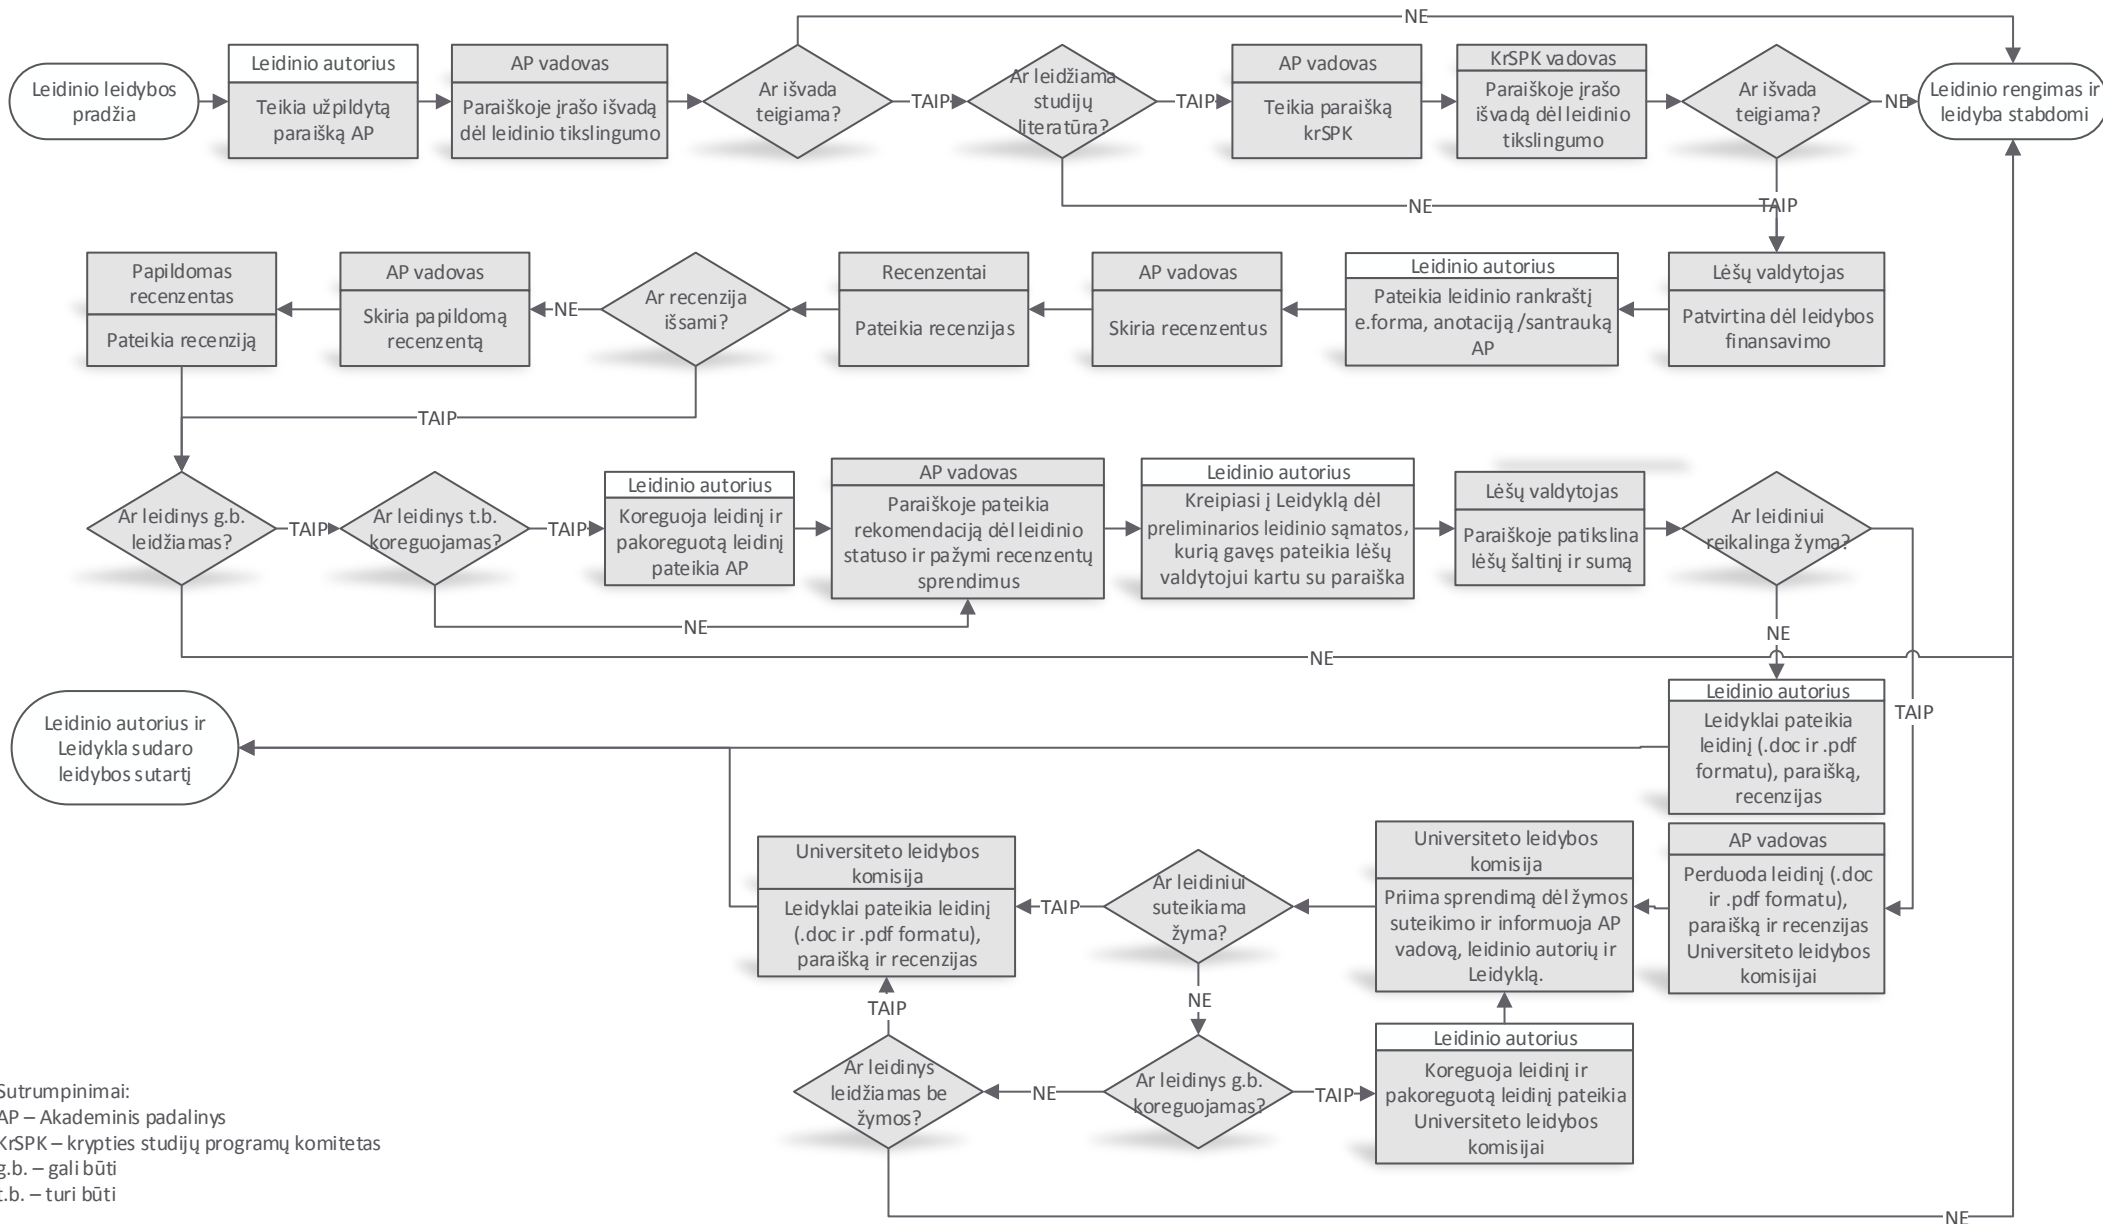 NE
Leidinio leidybos
pradžia
Leidinio autorius
Teikia užpildytą
paraišką AP
AP vadovas
Paraiškoje įrašo išvadą
dėl leidinio tikslingumo
Ar išvada
teigiama?
TAIP
Ar leidžiama
studijų
literatūra?
TAIP
AP vadovas
Teikia paraišką
krSPK
KrSPK vadovas
Paraiškoje įrašo
išvadą dėl leidinio
tikslingumo
Ar išvada
teigiama?
NE
Leidinio rengimas ir
leidyba stabdomi
NE
TAIP
Papildomas
recenzentas
Pateikia recenziją
AP vadovas
Skiria papildomą
recenzentą
NE
Ar recenzija
išsami?
Recenzentai
Pateikia recenzijas
AP vadovas
Skiria recenzentus
Leidinio autorius
Pateikia leidinio rankraštį
e.forma, anotaciją /santrauką
AP
Lėšų valdytojas
Patvirtina dėl leidybos
finansavimo
TAIP
Ar leidinys g.b.
leidžiamas?
TAIP
Ar leidinys t.b.
koreguojamas?
TAIP
Leidinio autorius
Koreguoja leidinį ir
pakoreguotą leidinį
pateikia AP
AP vadovas
Paraiškoje pateikia
rekomendaciją dėl leidinio
statuso ir pažymi recenzentų
sprendimus
Leidinio autorius
Kreipiasi į Leidyklą dėl
preliminarios leidinio sąmatos,
kurią gavęs pateikia lėšų
valdytojui kartu su paraiška
Lėšų valdytojas
Paraiškoje patikslina
lėšų šaltinį ir sumą
Ar leidiniui
reikalinga žyma?
NE
NE
NE
TAIP
Leidinio autorius ir
Leidykla sudaro
leidybos sutartį
Leidinio autorius
Leidyklai pateikia
leidinį (.doc ir .pdf
formatu), paraišką,
recenzijas
Universiteto leidybos
komisija
Leidyklai pateikia leidinį
(.doc ir .pdf formatu),
paraišką ir recenzijas
TAIP
Ar leidiniui
suteikiama
žyma?
Universiteto leidybos
komisija
Priima sprendimą dėl žymos
suteikimo ir informuoja AP
vadovą, leidinio autorių ir
Leidyklą.
AP vadovas
Perduoda leidinį (.doc
ir .pdf formatu),
paraišką ir recenzijas
Universiteto leidybos
komisijai
TAIP
NE
Ar leidinys
leidžiamas be
žymos?
NE
Ar leidinys g.b.
koreguojamas?
TAIP
Leidinio autorius
Koreguoja leidinį ir
pakoreguotą leidinį pateikia
Universiteto leidybos
komisijai
NE
Sutrumpinimai:
AP – Akademinis padalinys
KrSPK – krypties studijų programų komitetas
g.b. – gali būti
t.b. – turi būti